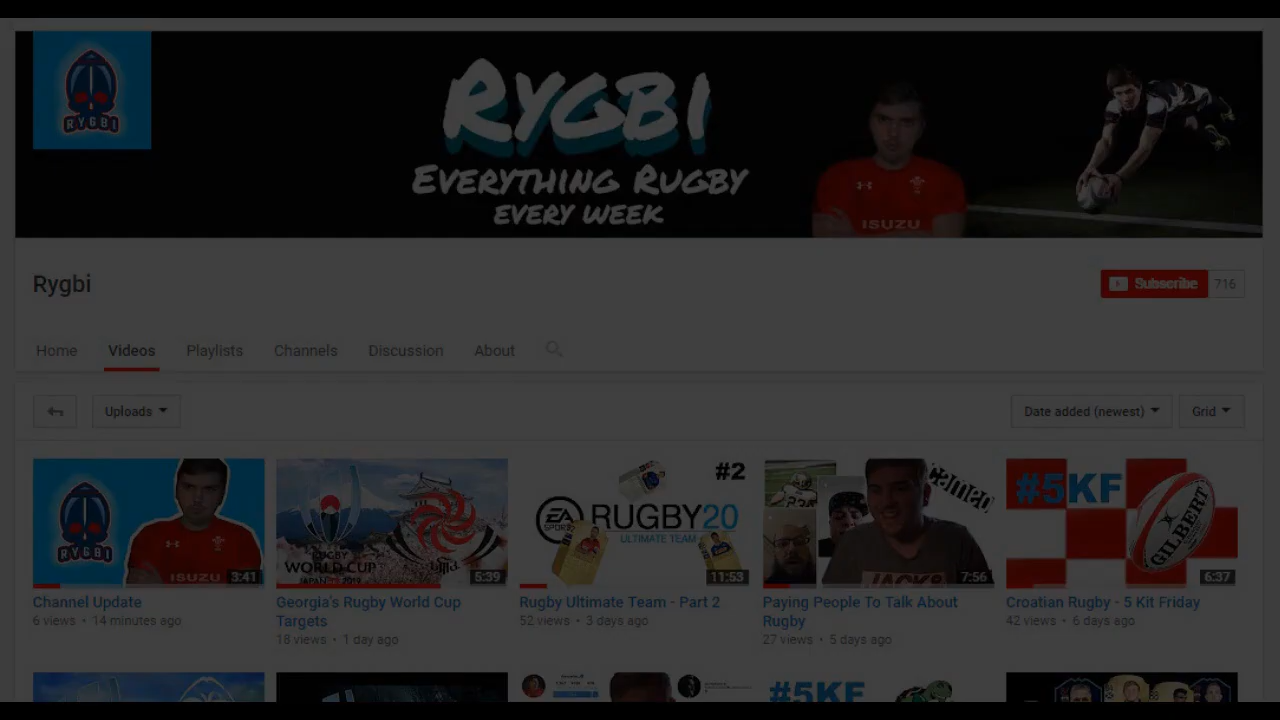 RYGBI
RYGBI
EVERYTHING RUGBY
EVERY WEEK
ISUZU
Rygbi
Subscribe 716
Home Videos Playlists Channels Discussion About
Uploads
Date added (newest) Grid
RYGBI
ISUZU
3:41
RUGBY
WORLD CUP
JAPAN 2019
5:39
#2
EA
SPORTS
RUGBY20
ULTIMATE TEAM
11:53
JACK&
7:56
#5KF
GILBERT
6:37
Channel Update
6 views • 14 minutes ago
Georgia's Rugby World Cup
Targets
18 views • 1 day ago
Rugby Ultimate Team - Part 2
52 views • 3 days ago
Paying People To Talk About
Rugby
27 views • 5 days ago
Croatian Rugby - 5 Kit Friday
42 views • 6 days ago
#5KF